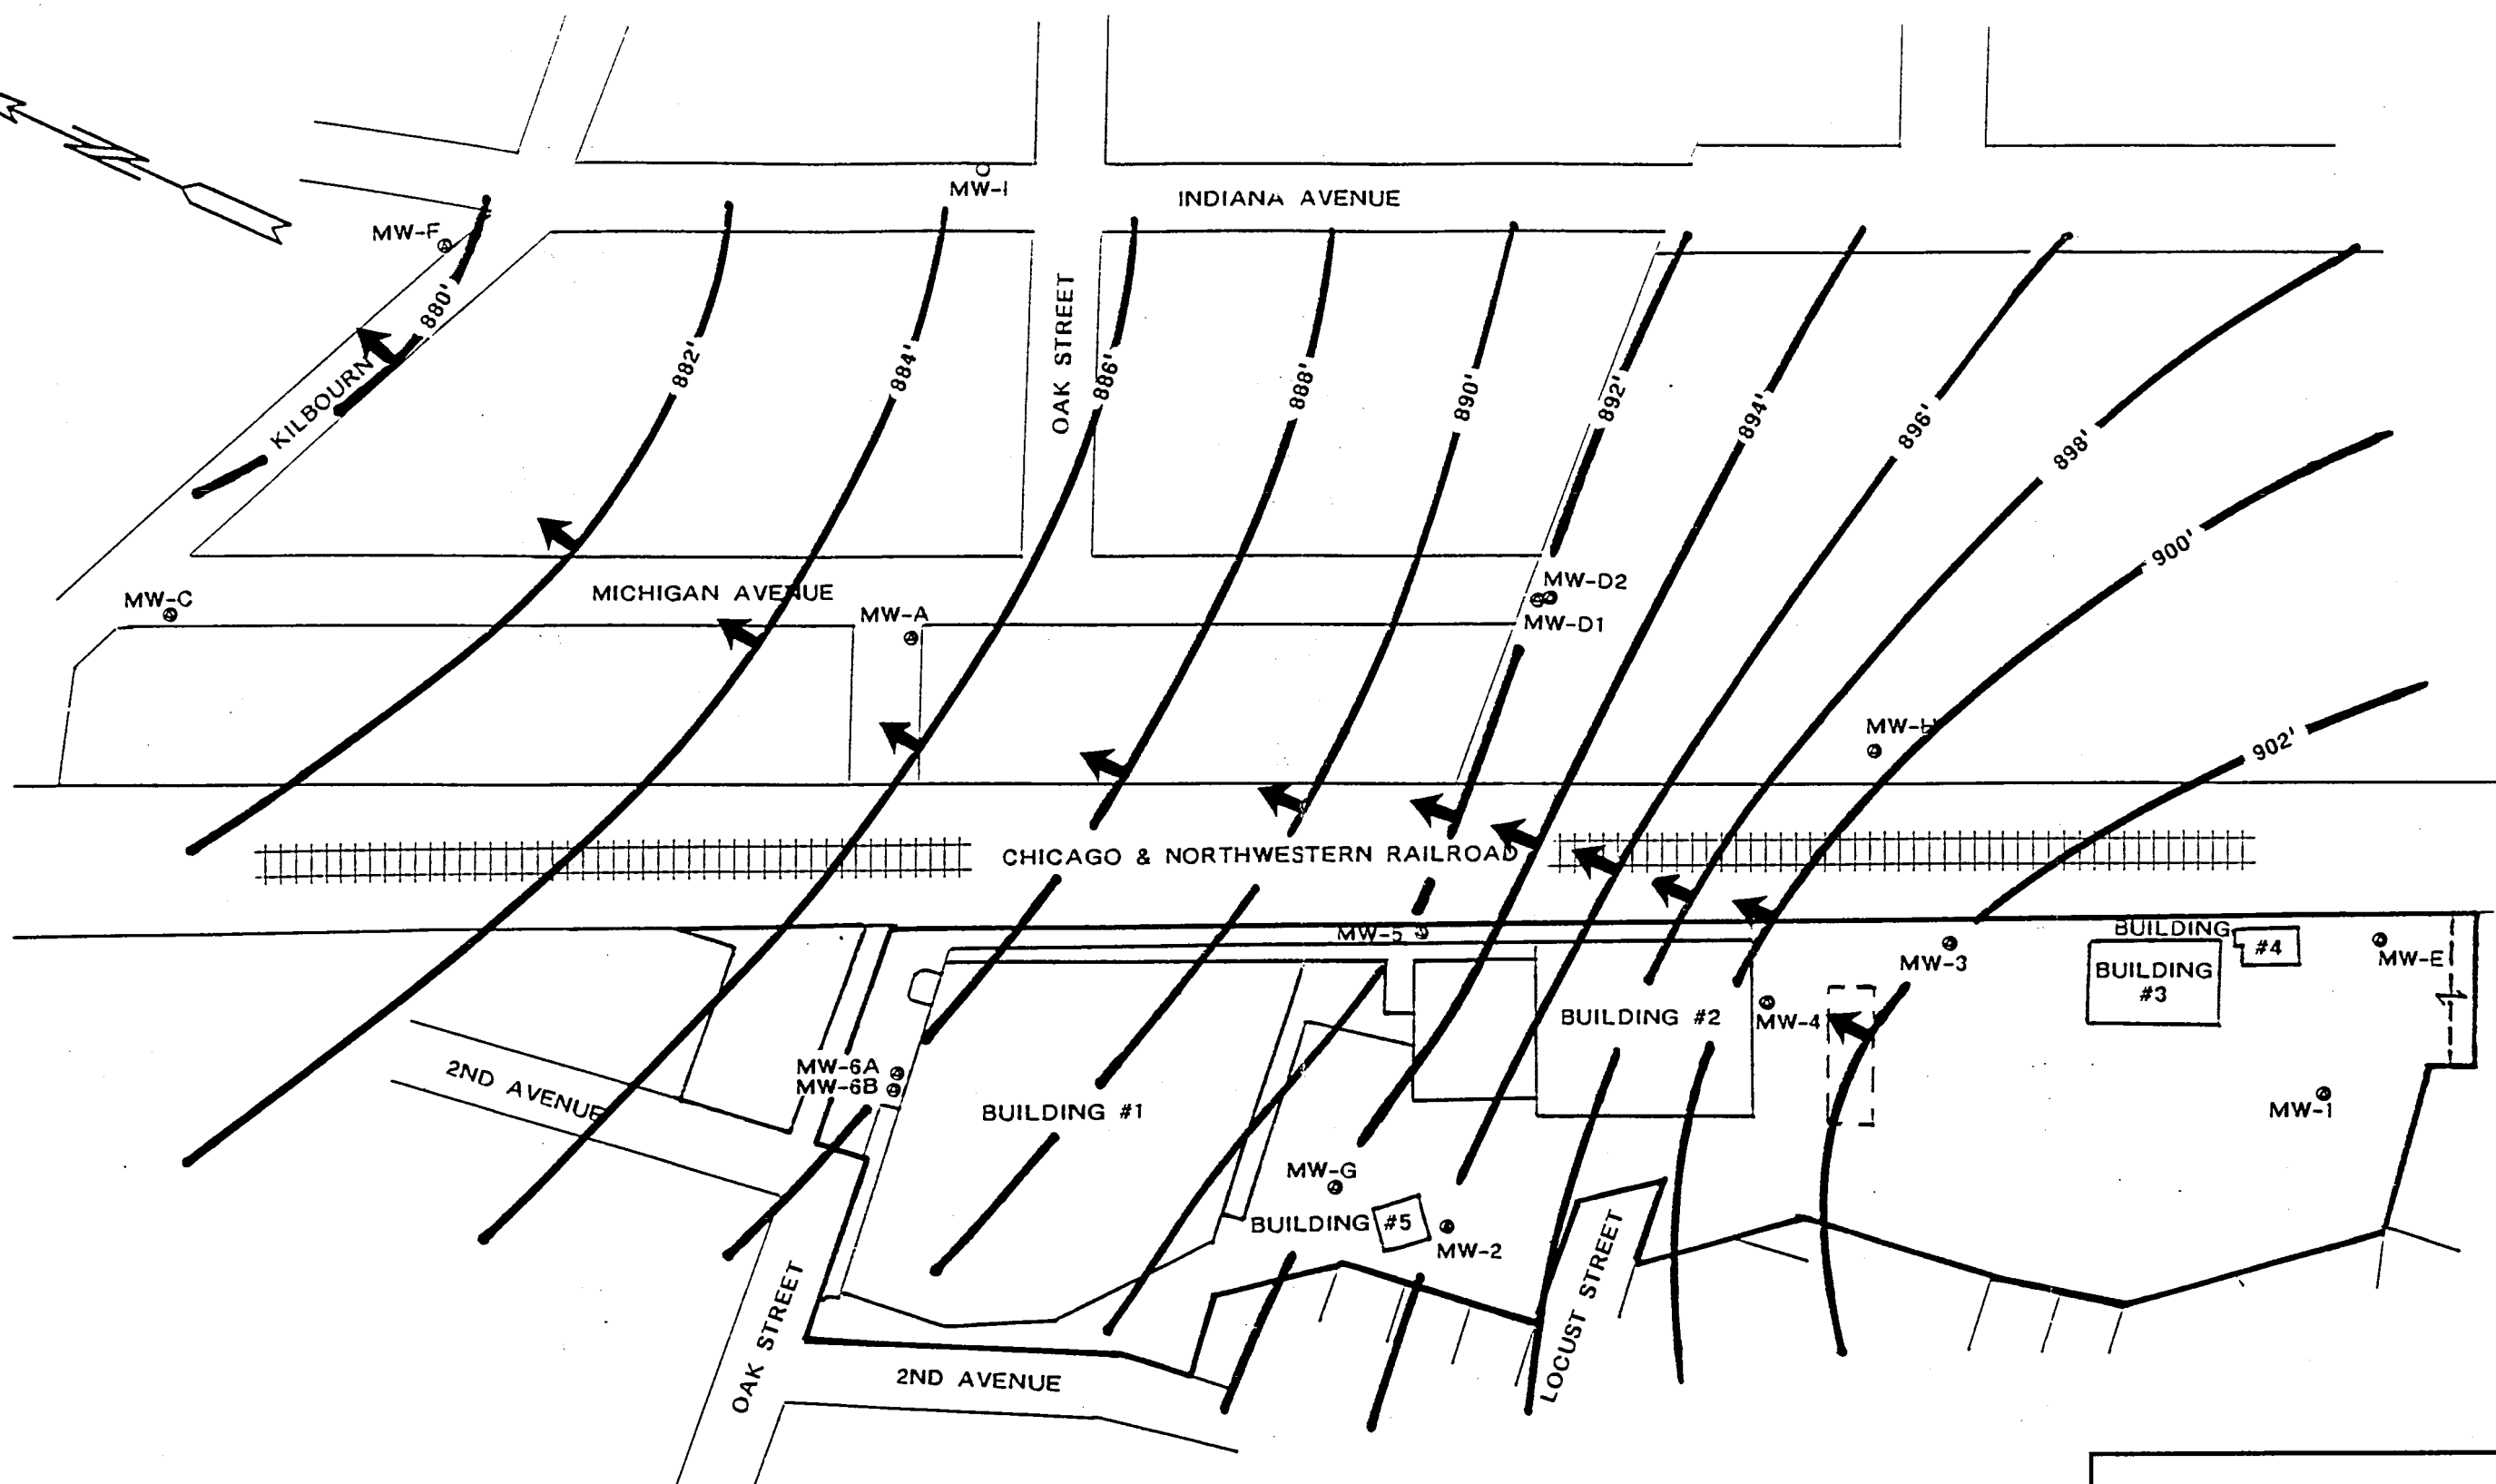 MW-I
INDIANA AVENUE
MW-F
880'
KILBOURN
882'
884'
OAK STREET
886'
888'
890'
892'
894'
896'
898'
900'
902'
MW-C
MICHIGAN AVENUE
MW-A
MW-D2
MW-D1
MW-H
CHICAGO & NORTHWESTERN RAILROAD
MW-5
MW-3
BUILDING
#4
MW-E
BUILDING
#3
BUILDING #2
MW-4
2ND AVENUE
MW-6A
MW-6B
BUILDING #1
MW-1
MW-G
BUILDING #5
MW-2
OAK STREET
LOCUST STREET
2ND AVENUE